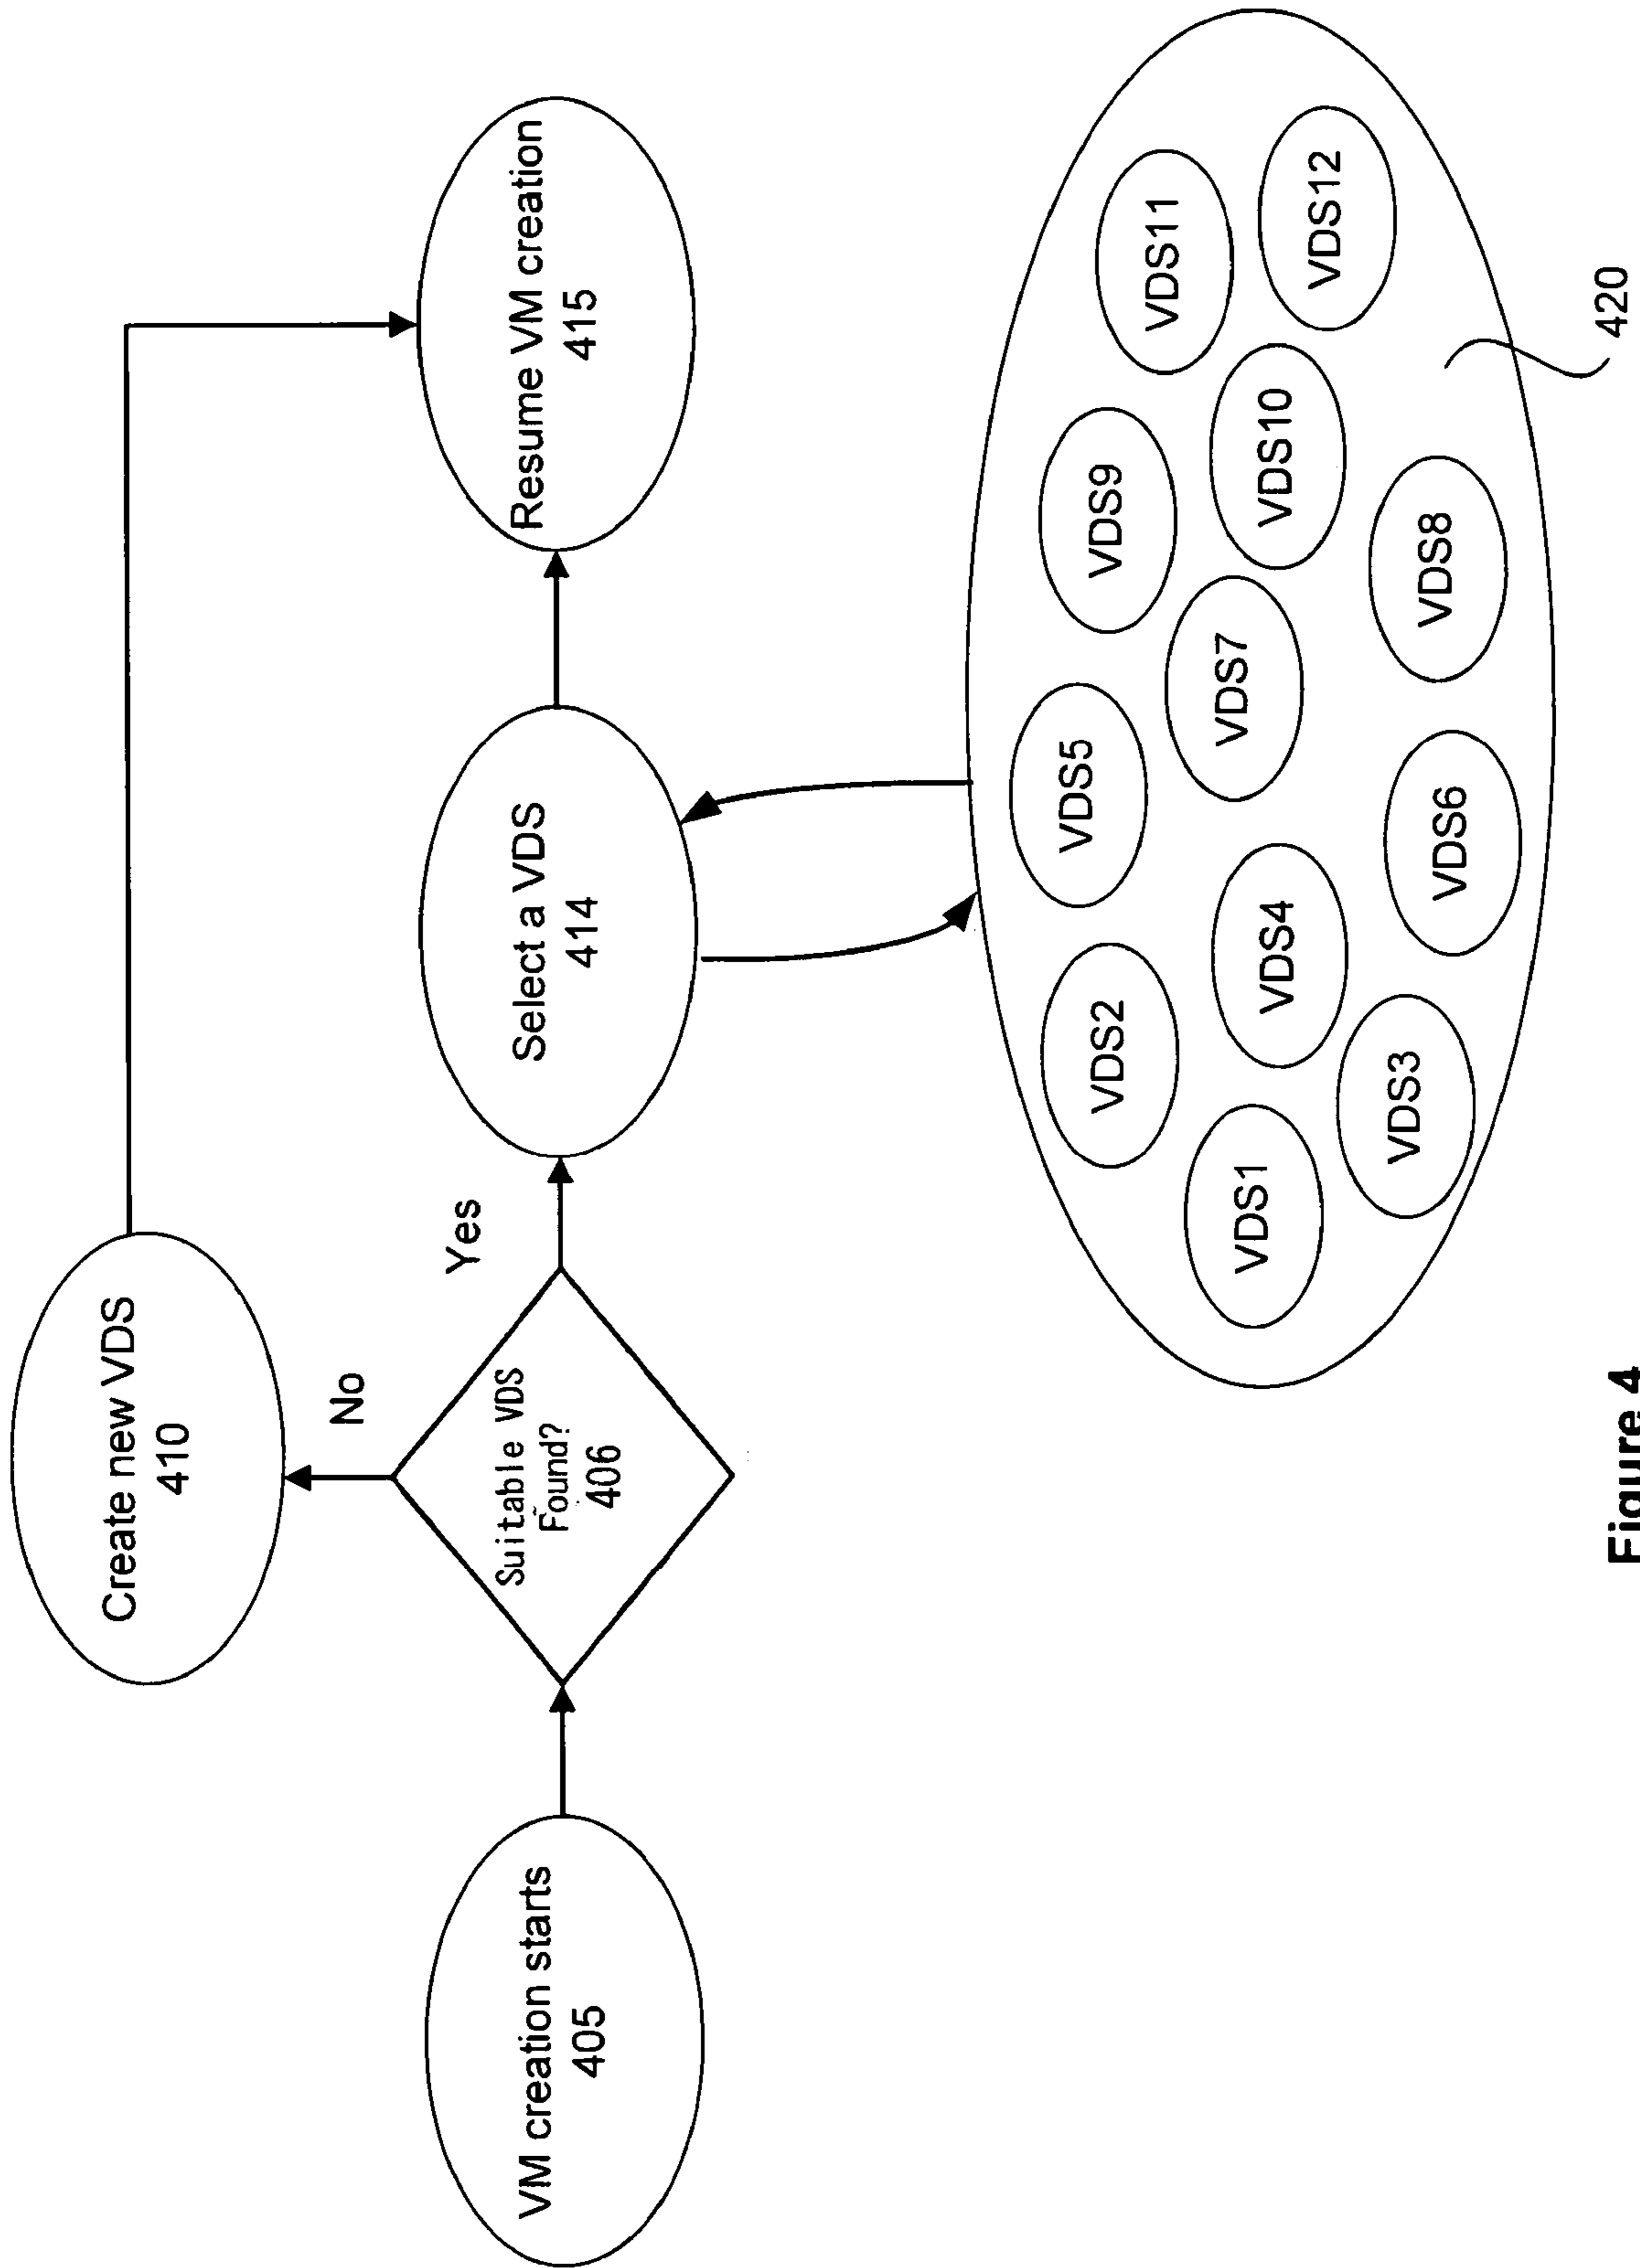 Create new VDS
410
No
Yes
VM creation starts
405
Suitable VDS
Found?
406
Select a VDS
414
Resume VM creation
415
VDS1
VDS2
VDS3
VDS4
VDS5
VDS6
VDS7
VDS8
VDS9
VDS10
VDS11
VDS12
420
Figure 4